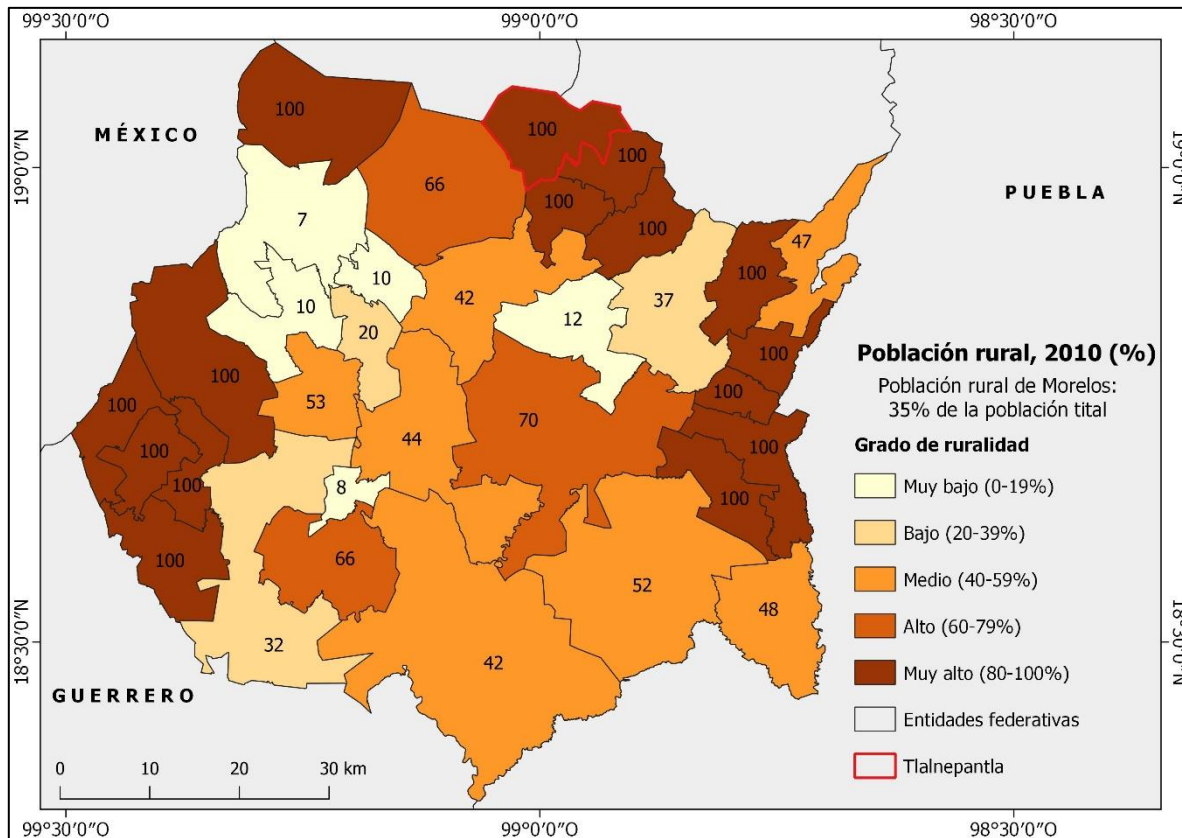 99°30'0"O 99°0'0"O 98°30'0"O
19°0'0"N
19°0'0"N
18°30'0"N
18°30'0"N
MÉXICO
PUEBLA
GUERRERO
100
100
66
100
100
100
7
47
10
100
42
10
37
12
20
100
100
100
53
100
70
44
100
100
100
8
100
100
66
52
48
32
42
Población rural, 2010 (%)
Población rural de Morelos:
35% de la población tital
Grado de ruralidad
Muy bajo (0-19%)
Bajo (20-39%)
Medio (40-59%)
Alto (60-79%)
Muy alto (80-100%)
Entidades federativas
Tlalnepantla
0 10 20 30 km
99°30'0"O 99°0'0"O 98°30'0"O